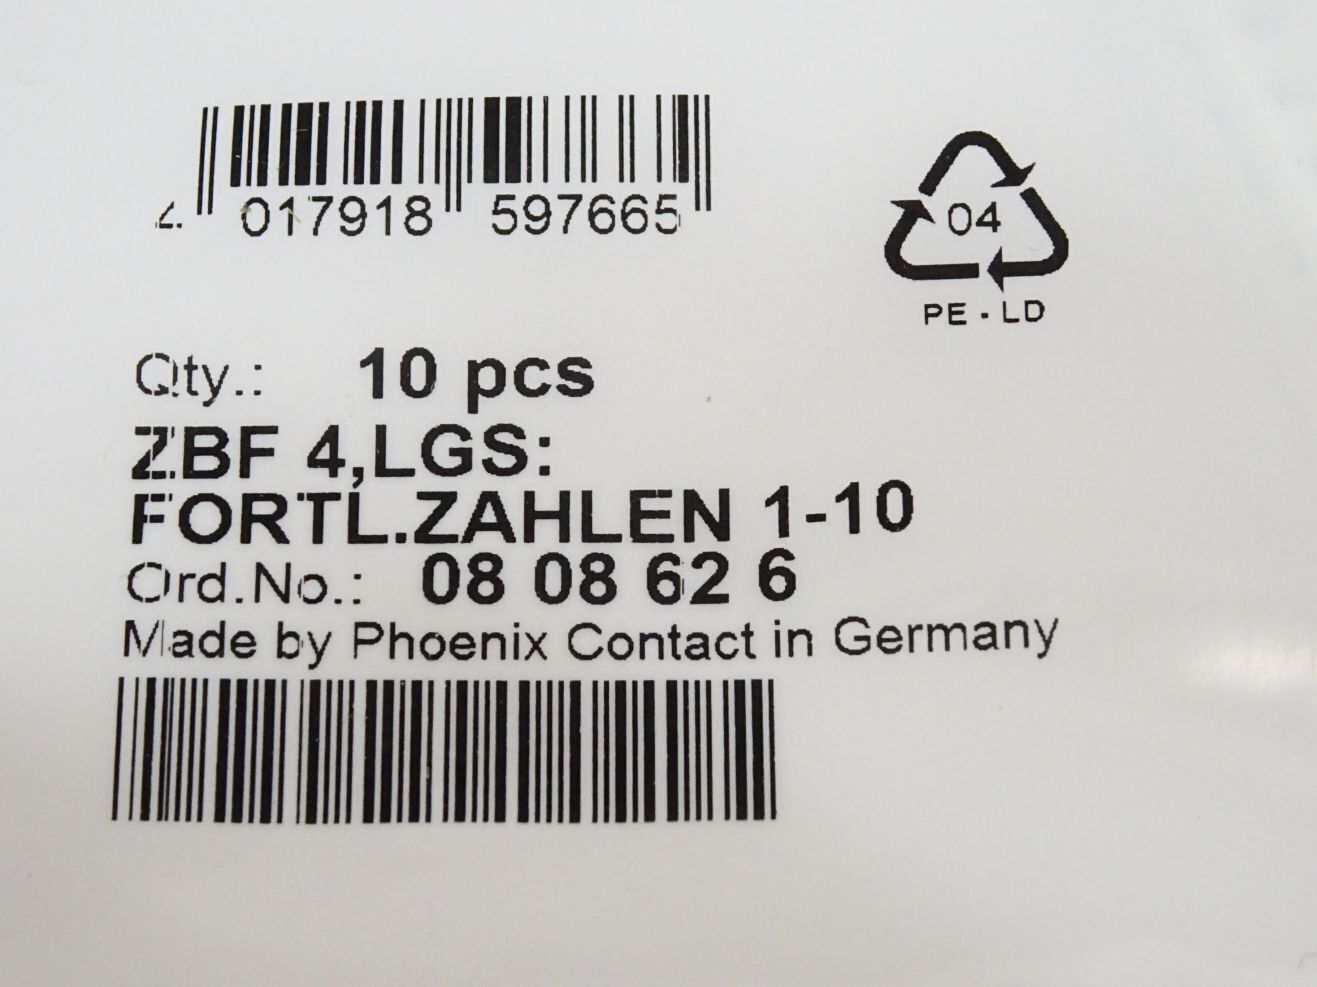 4 017918 597665
04
PE - LD
Qty.: 10 pcs
ZBF 4,LGS:
FORTL.ZAHLEN 1-10
Ord.No.: 08 08 62 6
Made by Phoenix Contact in Germany